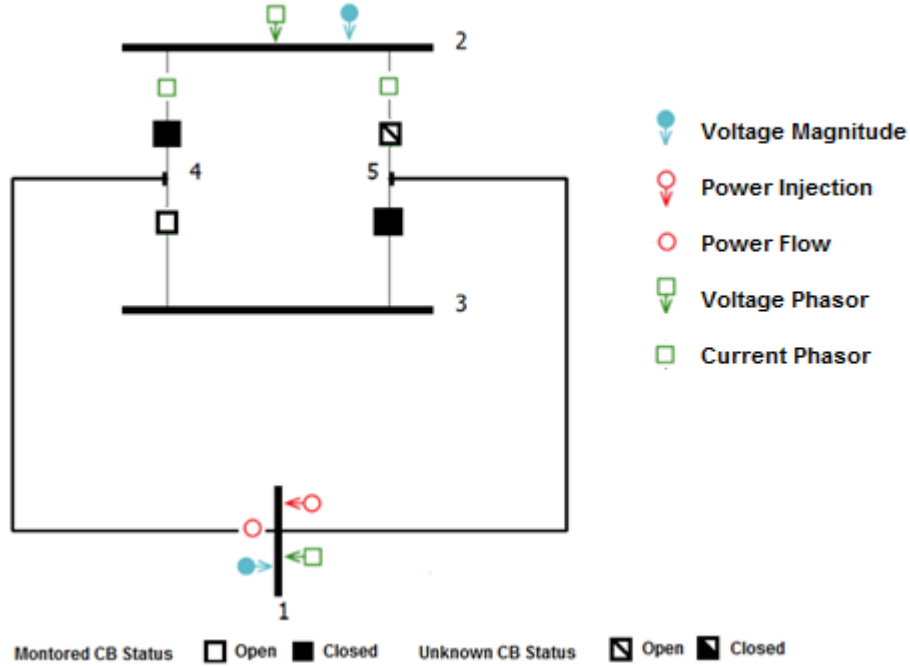 2
Voltage Magnitude
4
5
Power Injection
Power Flow
3
Voltage Phasor
Current Phasor
1
Montored CB Status Open Closed Unknown CB Status Open Closed